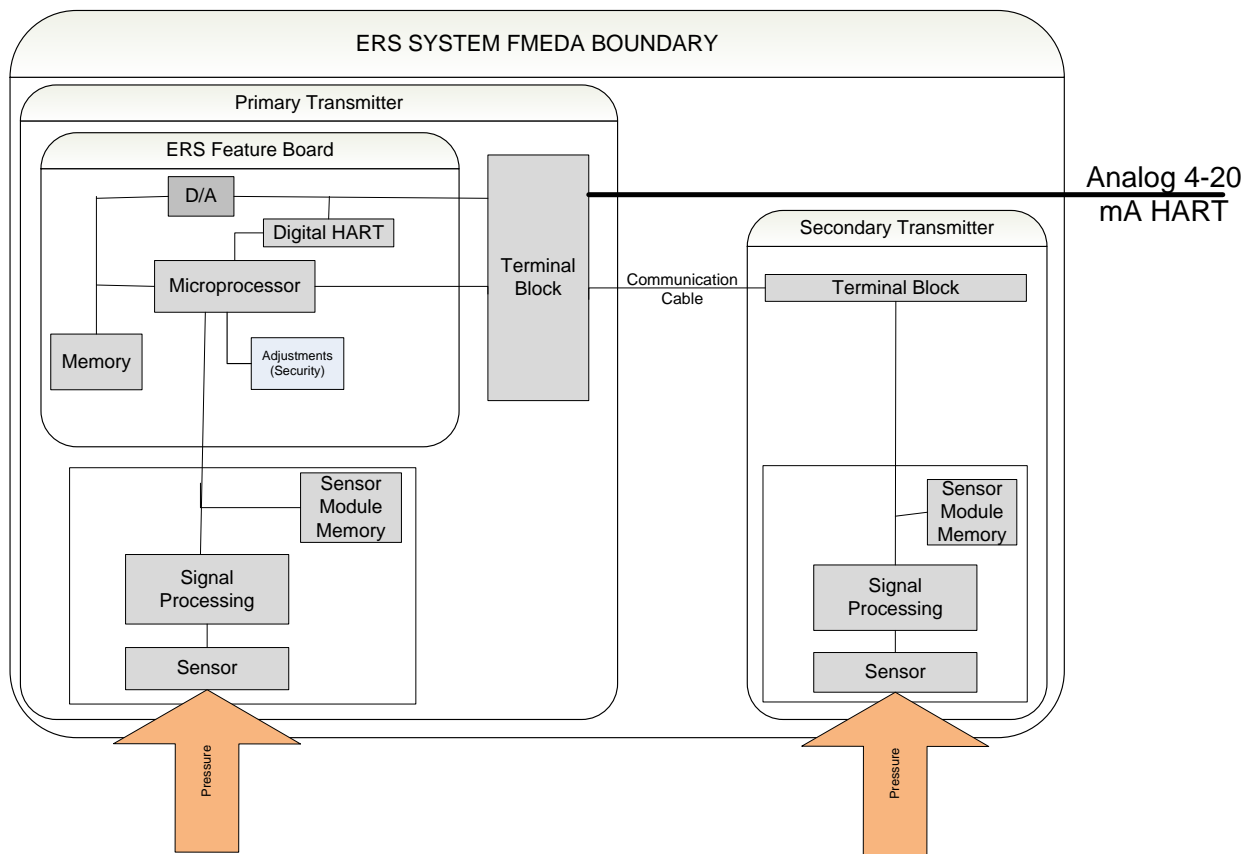 ERS SYSTEM FMEDA BOUNDARY
Primary Transmitter
ERS Feature Board
D/A
Digital HART
Microprocessor
Memory
Adjustments
(Security)
Terminal
Block
Analog 4-20
mA HART
Communication
Cable
Secondary Transmitter
Terminal Block
Sensor
Module
Memory
Signal
Processing
Sensor
Pressure
Sensor
Module
Memory
Signal
Processing
Sensor
Pressure